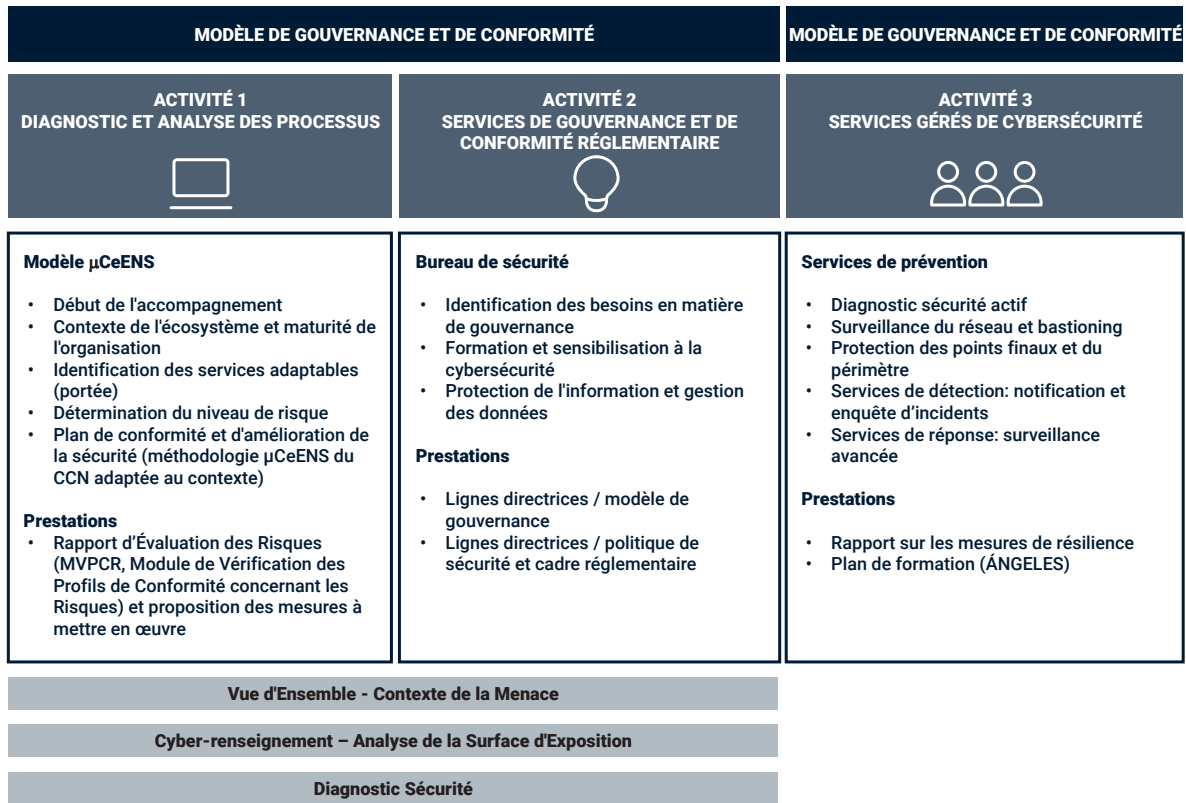 MODÈLE DE GOUVERNANCE ET DE CONFORMITÉ
MODÈLE DE GOUVERNANCE ET DE CONFORMITÉ
ACTIVITÉ 1
DIAGNOSTIC ET ANALYSE DES PROCESSUS
ACTIVITÉ 2
SERVICES DE GOUVERNANCE ET DE
CONFORMITÉ RÉGLEMENTAIRE
ACTIVITÉ 3
SERVICES GÉRÉS DE CYBERSÉCURITÉ
Modèle µCeENS
• Début de l'accompagnement
• Contexte de l'écosystème et maturité de
l'organisation
• Identification des services adaptables
(portée)
• Détermination du niveau de risque
• Plan de conformité et d'amélioration de
la sécurité (méthodologie µCeENS du
CCN adaptée au contexte)
Prestations
• Rapport d’Évaluation des Risques
(MVPCR, Module de Vérification des
Profils de Conformité concernant les
Risques) et proposition des mesures à
mettre en œuvre
Bureau de sécurité
• Identification des besoins en matière
de gouvernance
• Formation et sensibilisation à la
cybersécurité
• Protection de l'information et gestion
des données
Prestations
• Lignes directrices / modèle de
gouvernance
• Lignes directrices / politique de
sécurité et cadre réglementaire
Services de prévention
• Diagnostic sécurité actif
• Surveillance du réseau et bastioning
• Protection des points finaux et du
périmètre
• Services de détection: notification et
enquête d’incidents
• Services de réponse: surveillance
avancée
Prestations
• Rapport sur les mesures de résilience
• Plan de formation (ÁNGELES)
Vue d'Ensemble - Contexte de la Menace
Cyber-renseignement – Analyse de la Surface d'Exposition
Diagnostic Sécurité